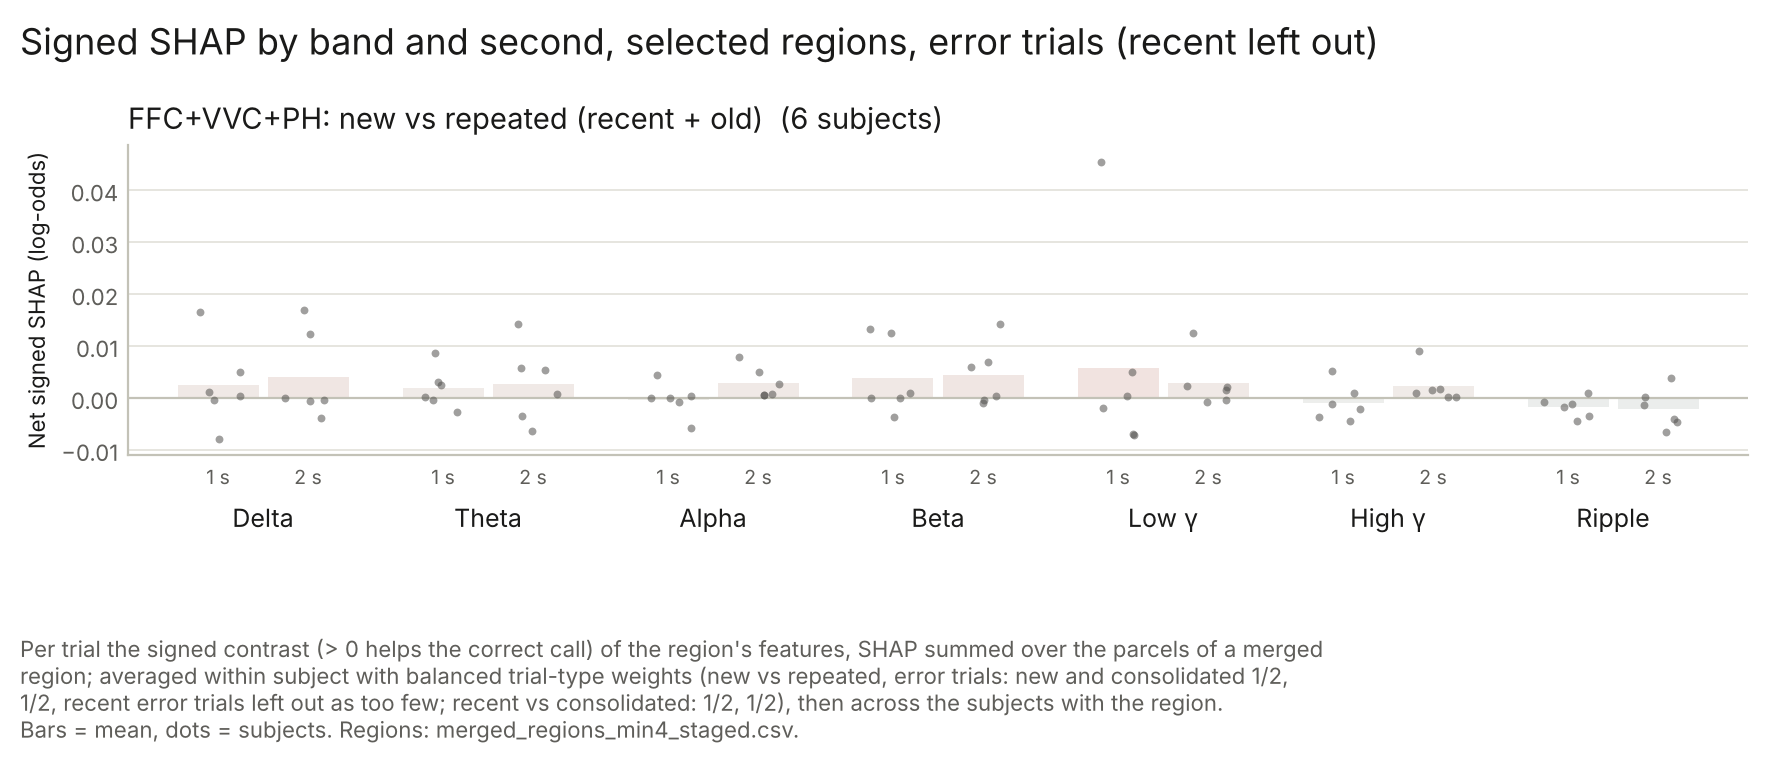 Signed SHAP by band and second, selected regions, error trials (recent left out)
FFC+VVC+PH: new vs repeated (recent + old)  (6 subjects)
Net signed SHAP (log-odds)
0.04
0.03
0.02
0.01
0.00
−0.01
1 s
2 s
1 s
2 s
1 s
2 s
1 s
2 s
1 s
2 s
1 s
2 s
1 s
2 s
Delta
Theta
Alpha
Beta
Low γ
High γ
Ripple
Per trial the signed contrast (> 0 helps the correct call) of the region's features, SHAP summed over the parcels of a merged
region; averaged within subject with balanced trial-type weights (new vs repeated, error trials: new and consolidated 1/2,
1/2, recent error trials left out as too few; recent vs consolidated: 1/2, 1/2), then across the subjects with the region.
Bars = mean, dots = subjects. Regions: merged_regions_min4_staged.csv.